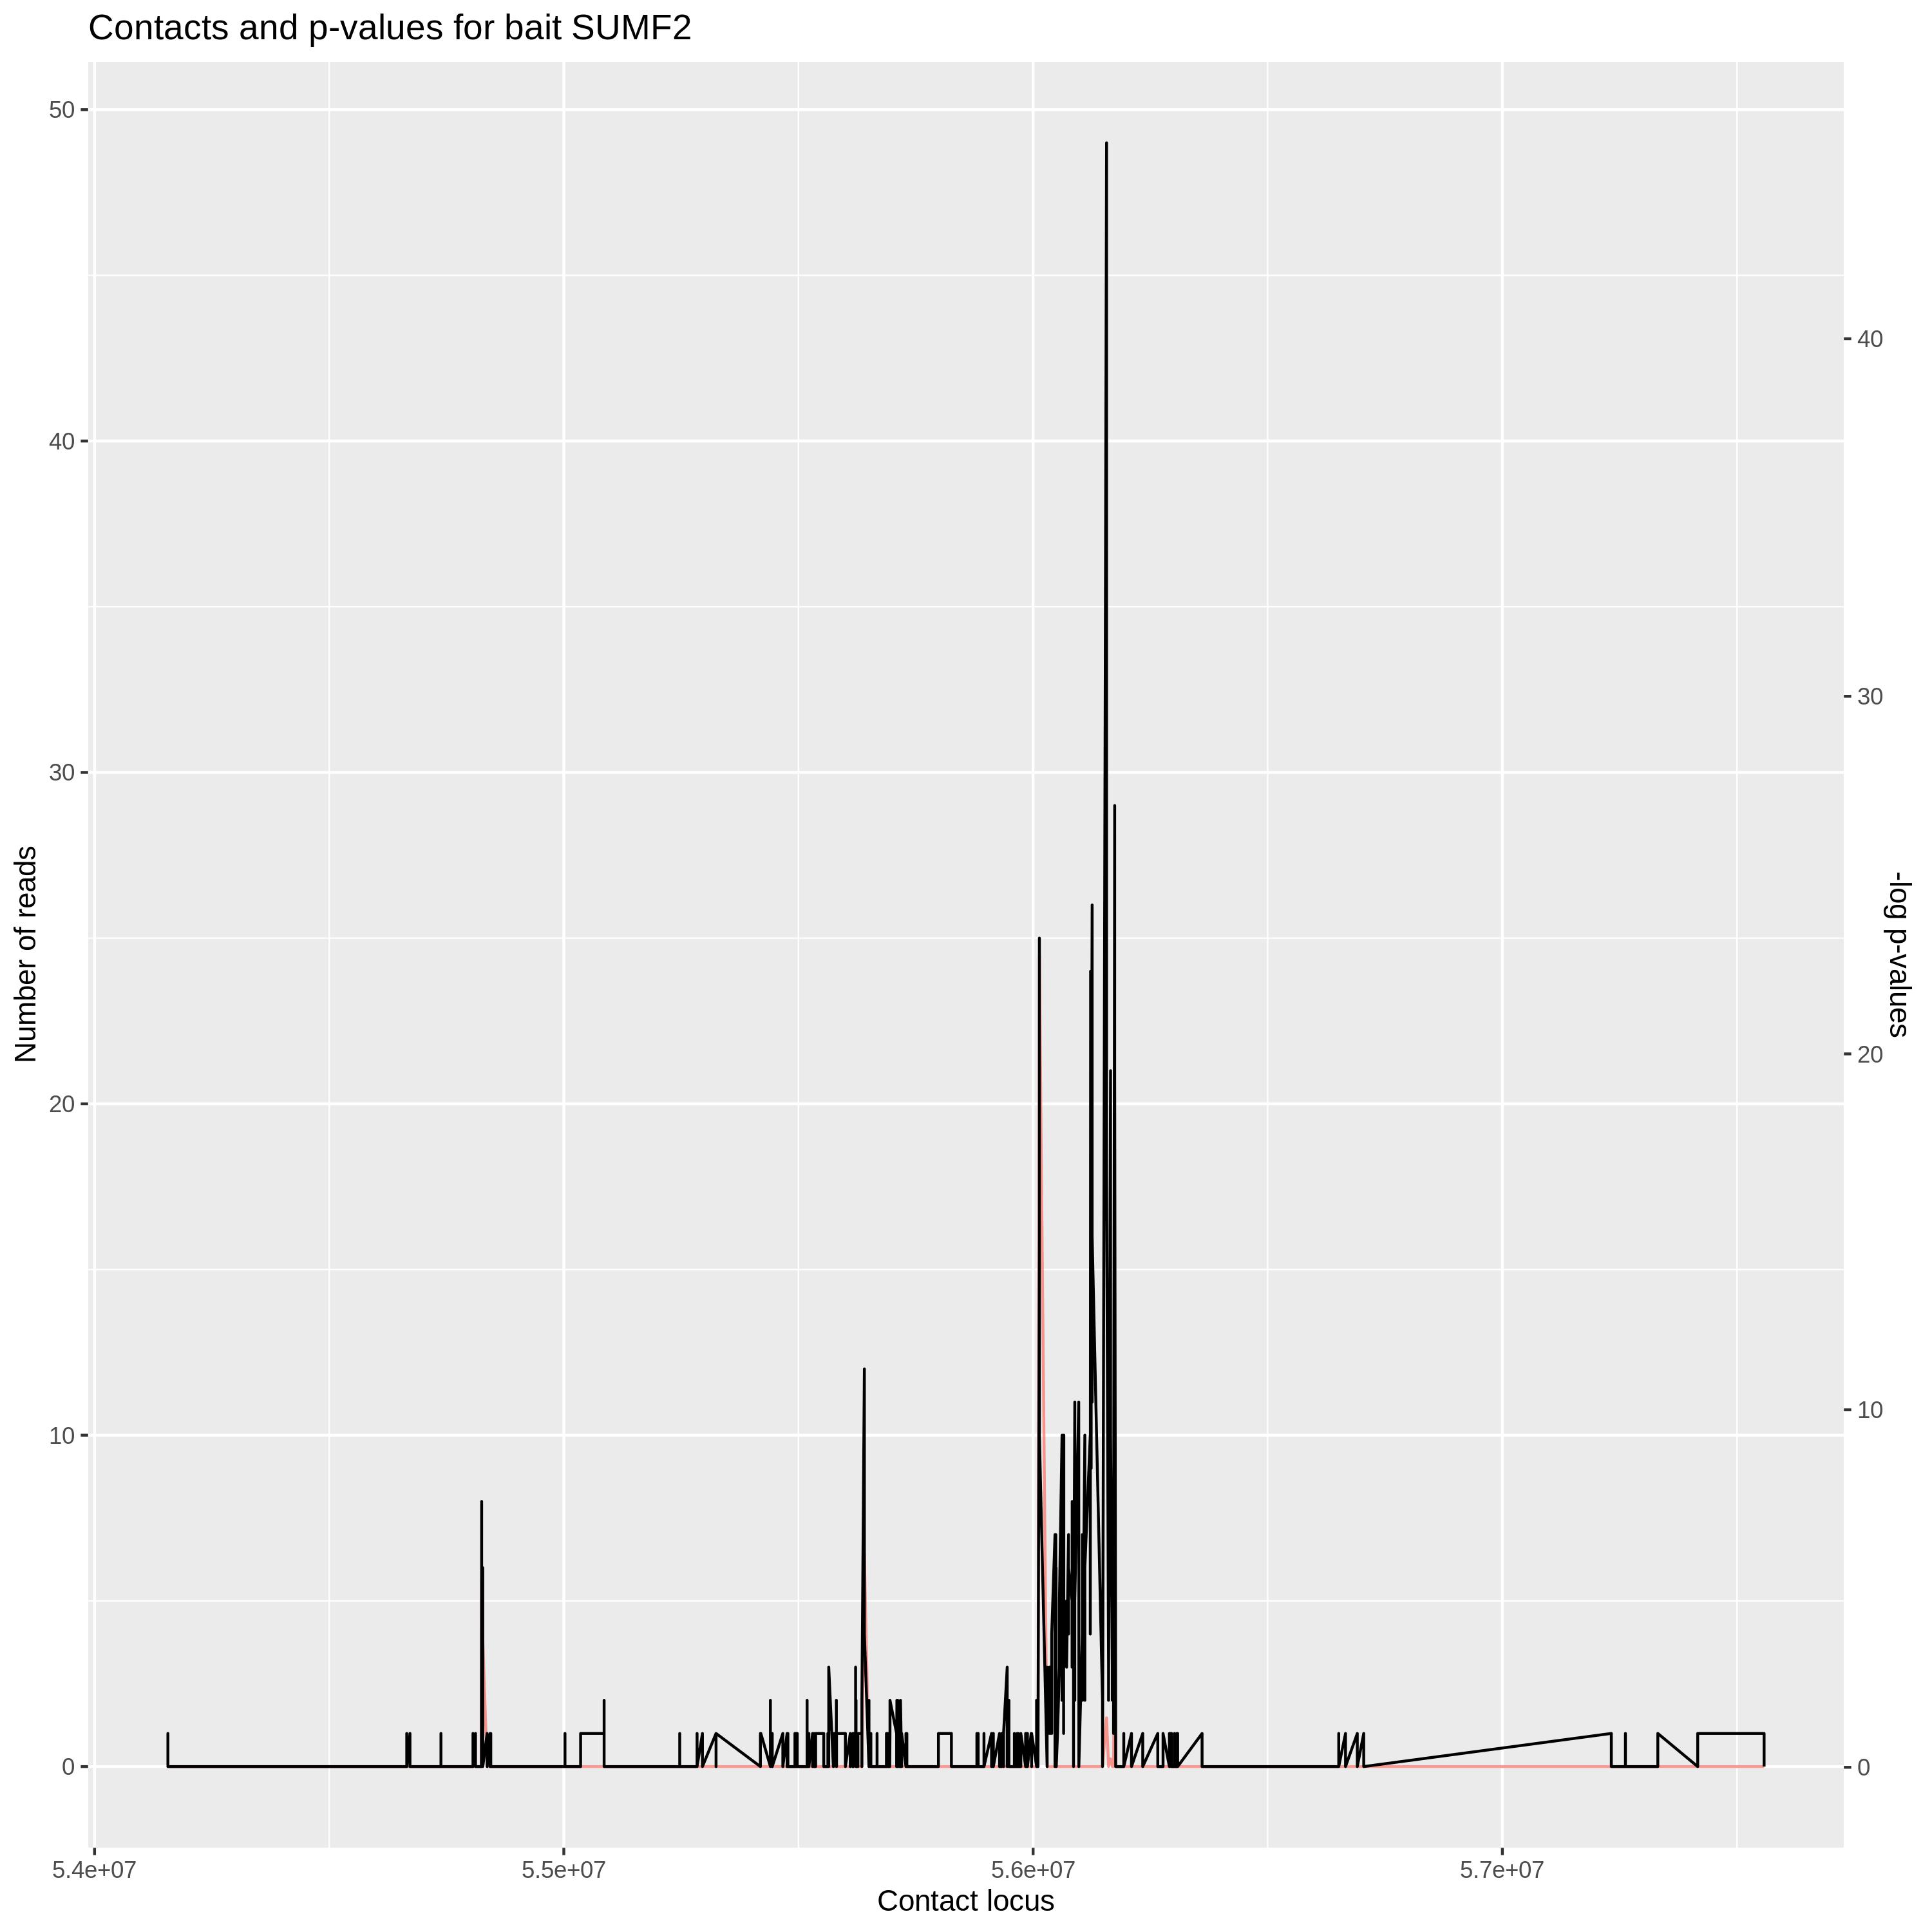 Contacts and p-values for bait SUMF2
50
40
30
20
10
0
Number of reads
40
30
20
10
0
-log p-values
5.4e+07 5.5e+07 5.6e+07 5.7e+07
Contact locus